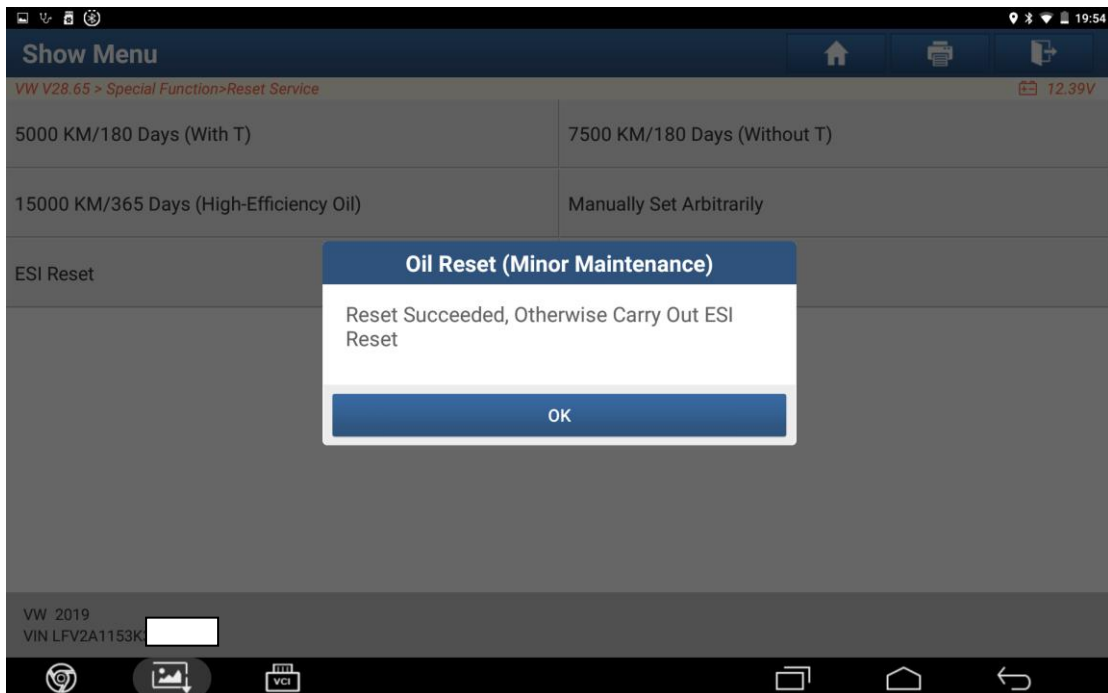 19:54
Show Menu
VW V28.65 > Special Function>Reset Service
12.39V
5000 KM/180 Days (With T)
7500 KM/180 Days (Without T)
15000 KM/365 Days (High-Efficiency Oil)
Manually Set Arbitrarily
ESI Reset
Oil Reset (Minor Maintenance)
Reset Succeeded, Otherwise Carry Out ESI
Reset
OK
VW 2019
VIN LFV2A1153K
VCI